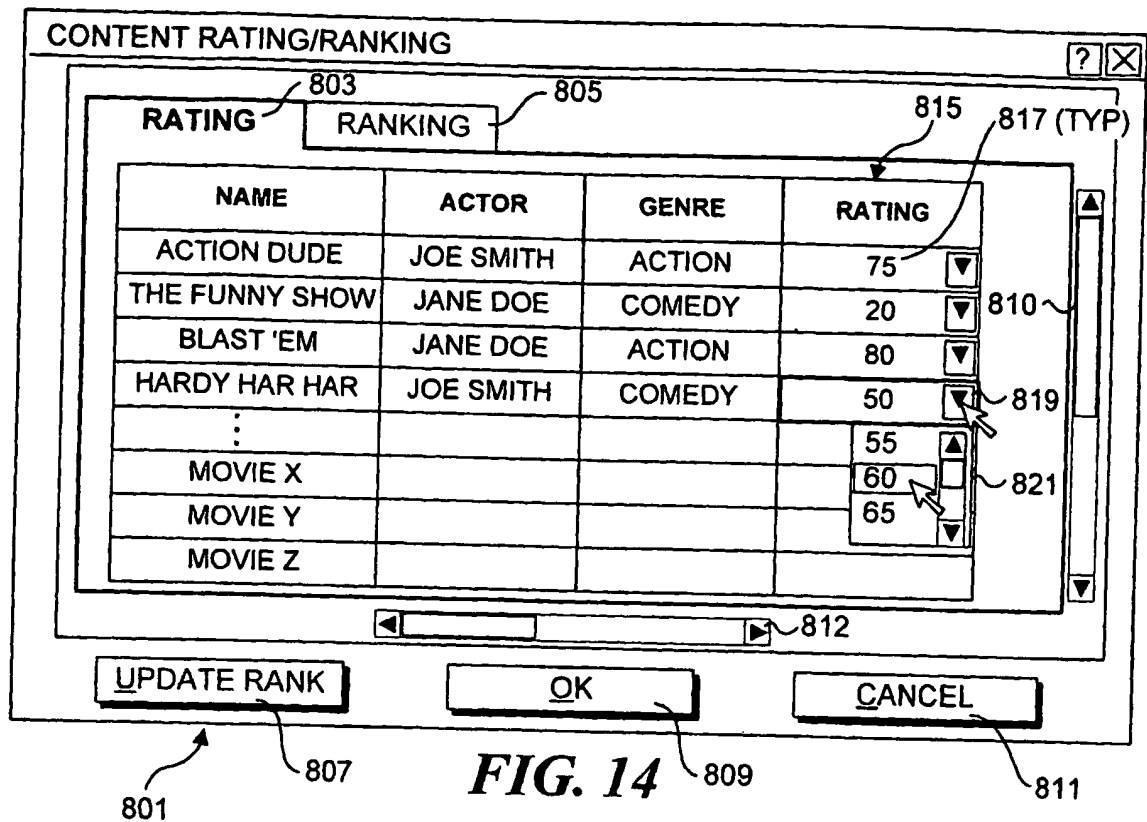 CONTENT RATING/RANKING ?
803 805 815 817 (TYP)
RATING RANKING
NAME ACTOR GENRE RATING
ACTION DUDE JOE SMITH ACTION 75
THE FUNNY SHOW JANE DOE COMEDY 20 810
BLAST 'EM JANE DOE ACTION 80
HARDY HAR HAR JOE SMITH COMEDY 50 819
55
MOVIE X 60 821
MOVIE Y 65
MOVIE Z
812
UPDATE RANK OK CANCEL
801 807 FIG. 14 809 811